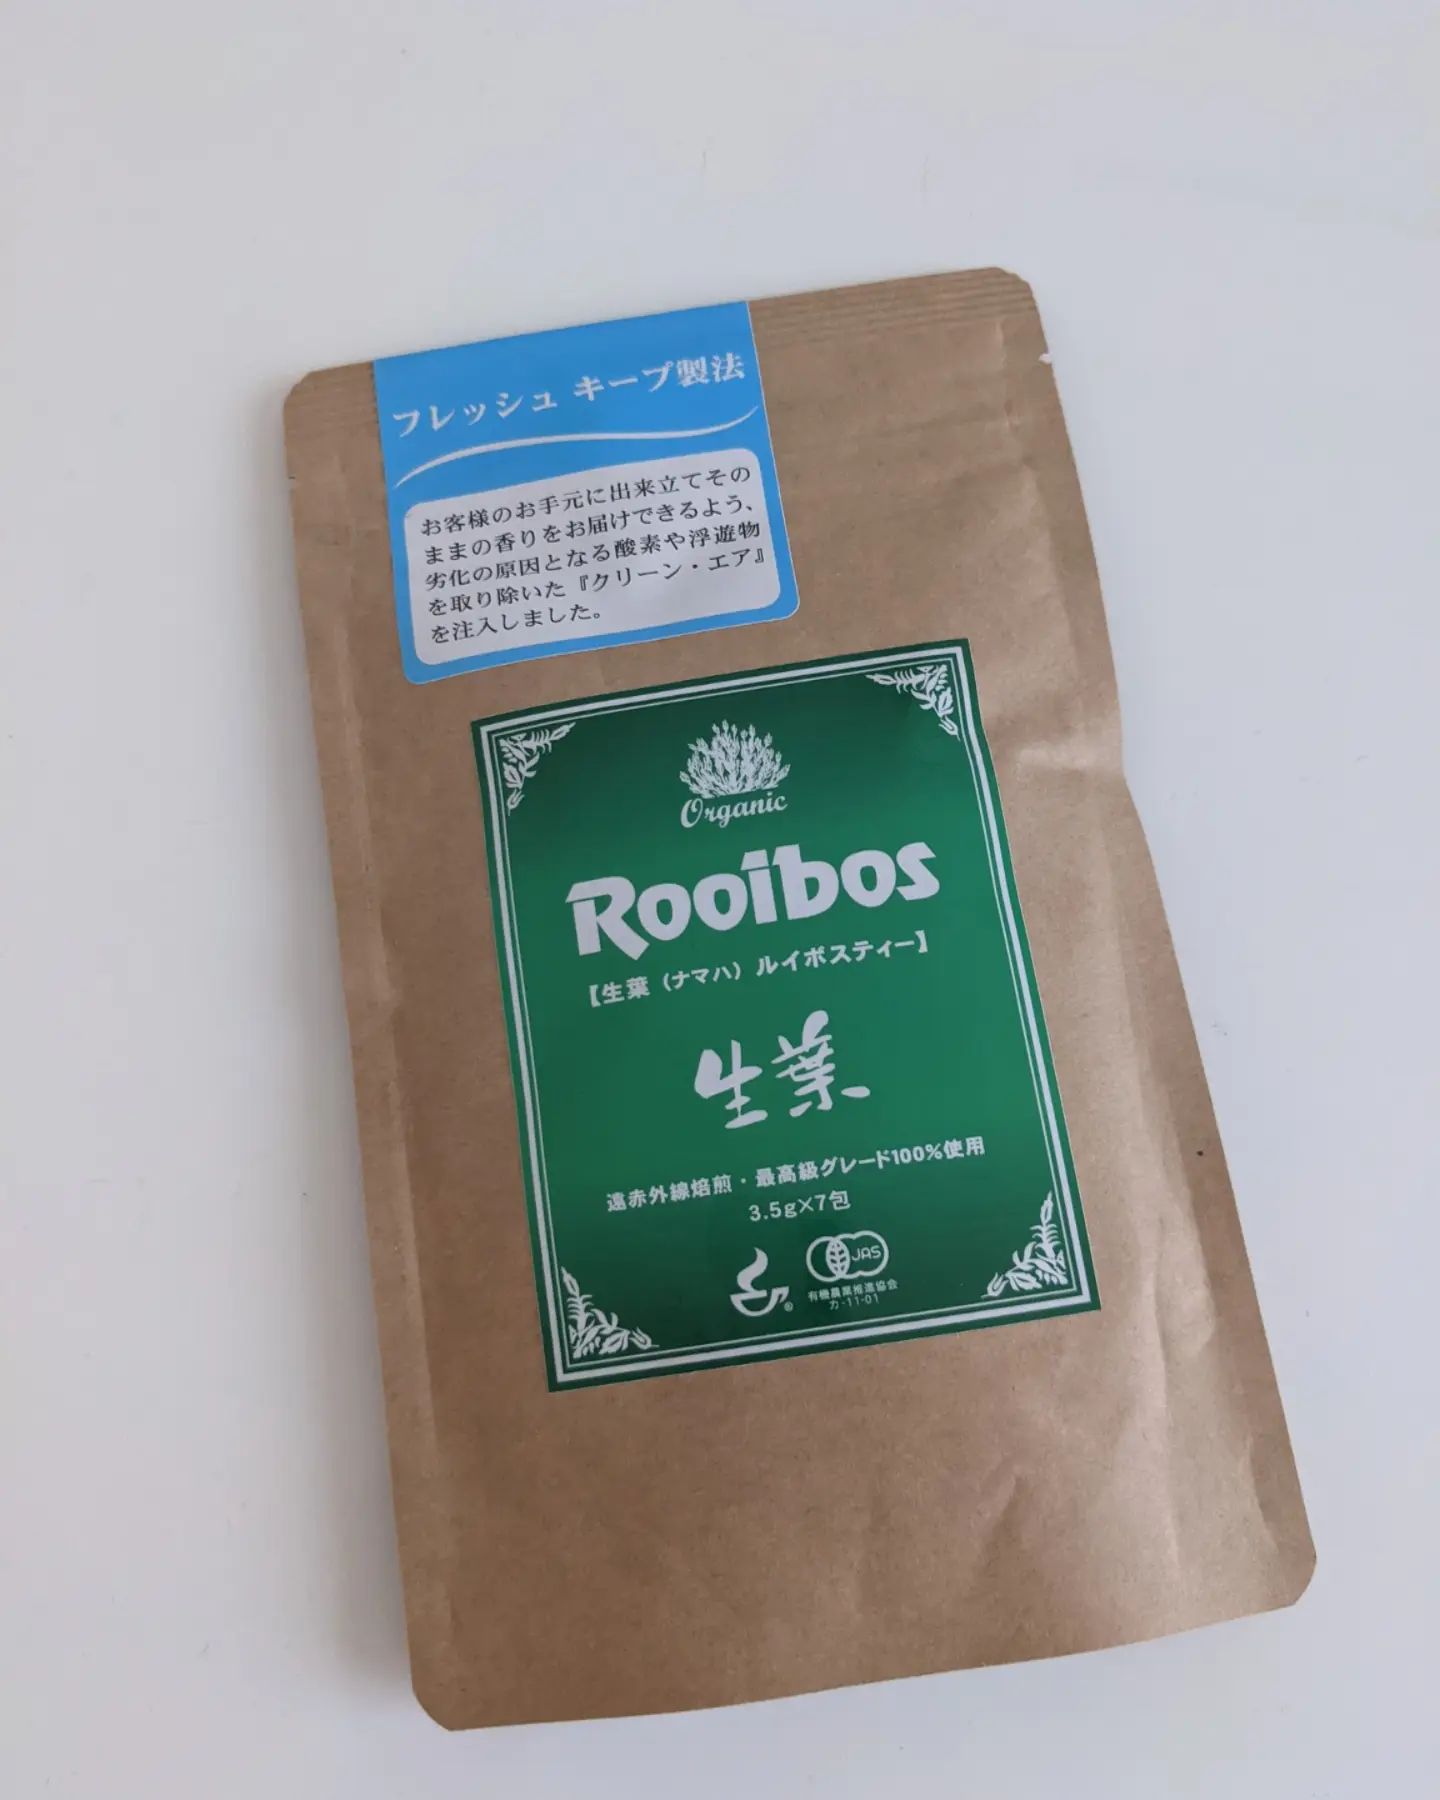 フレッシュ キープ製法
お客様のお手元に出来立てその
ままの香りをお届けできるよう、
劣化の原因となる酸素や浮遊物
を取り除いた『クリーン・エア』
を注入しました。
Organic
Rooibos
【生葉（ナマハ）ルイボスティー】
生葉
遠赤外線焙煎・最高級グレード100%使用
3.5g×7包
®
JAS
有機農業推進協会
カ-11-01